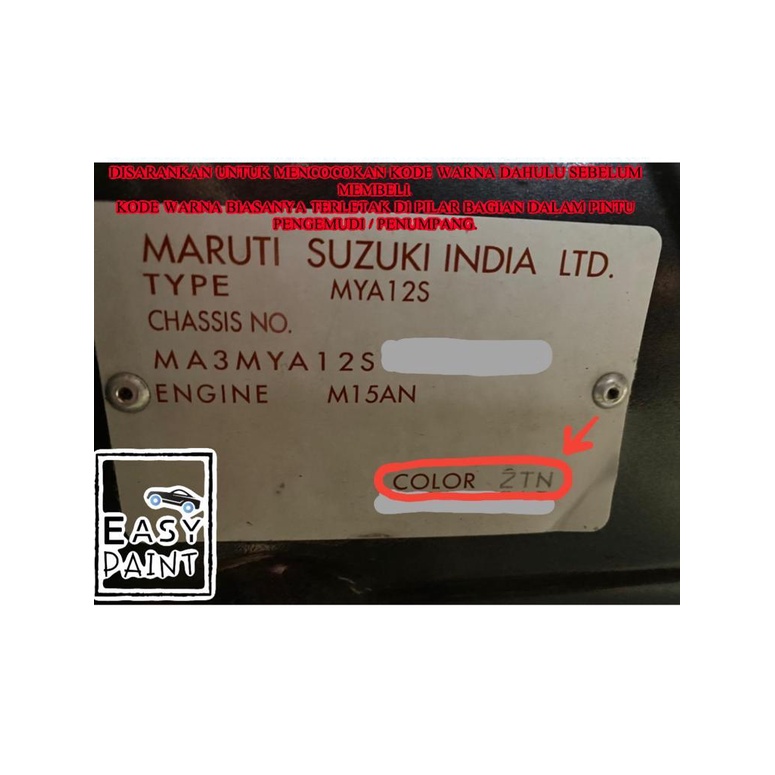 DISARANKAN UNTUK MENCOCOKAN KODE WARNA DAHULU SEBELUM
MEMBELI.
KODE WARNA BIASANYA TERLETAK DI PILAR BAGIAN DALAM PINTU
PENGEMUDI / PENUMPANG.
MARUTI SUZUKI INDIA LTD.
TYPE MYA12S
CHASSIS NO.
MA3MYA12S
ENGINE M15AN
COLOR ZTN
EASY
PAINT